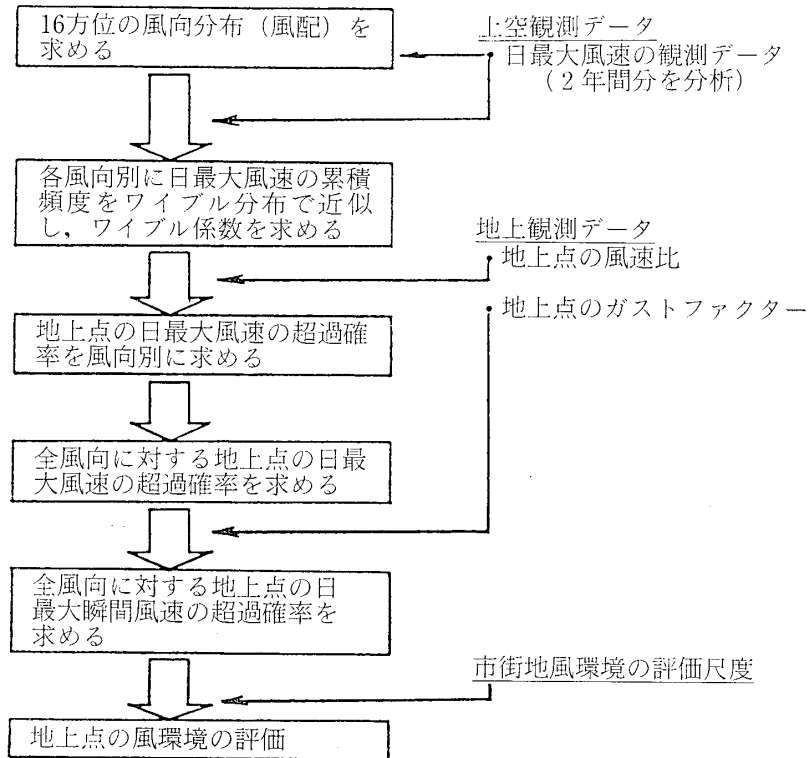 16方位の風向分布（風配）を
求める
上空観測データ
・日最大風速の観測データ
（２年間分を分析）
各風向別に日最大風速の累積
頻度をワイブル分布で近似
し，ワイブル係数を求める
地上観測データ
・地上点の風速比
・地上点のガストファクター
地上点の日最大風速の超過確
率を風向別に求める
全風向に対する地上点の日最
大風速の超過確率を求める
全風向に対する地上点の日
最大瞬間風速の超過確率を
求める
市街地風環境の評価尺度
地上点の風環境の評価